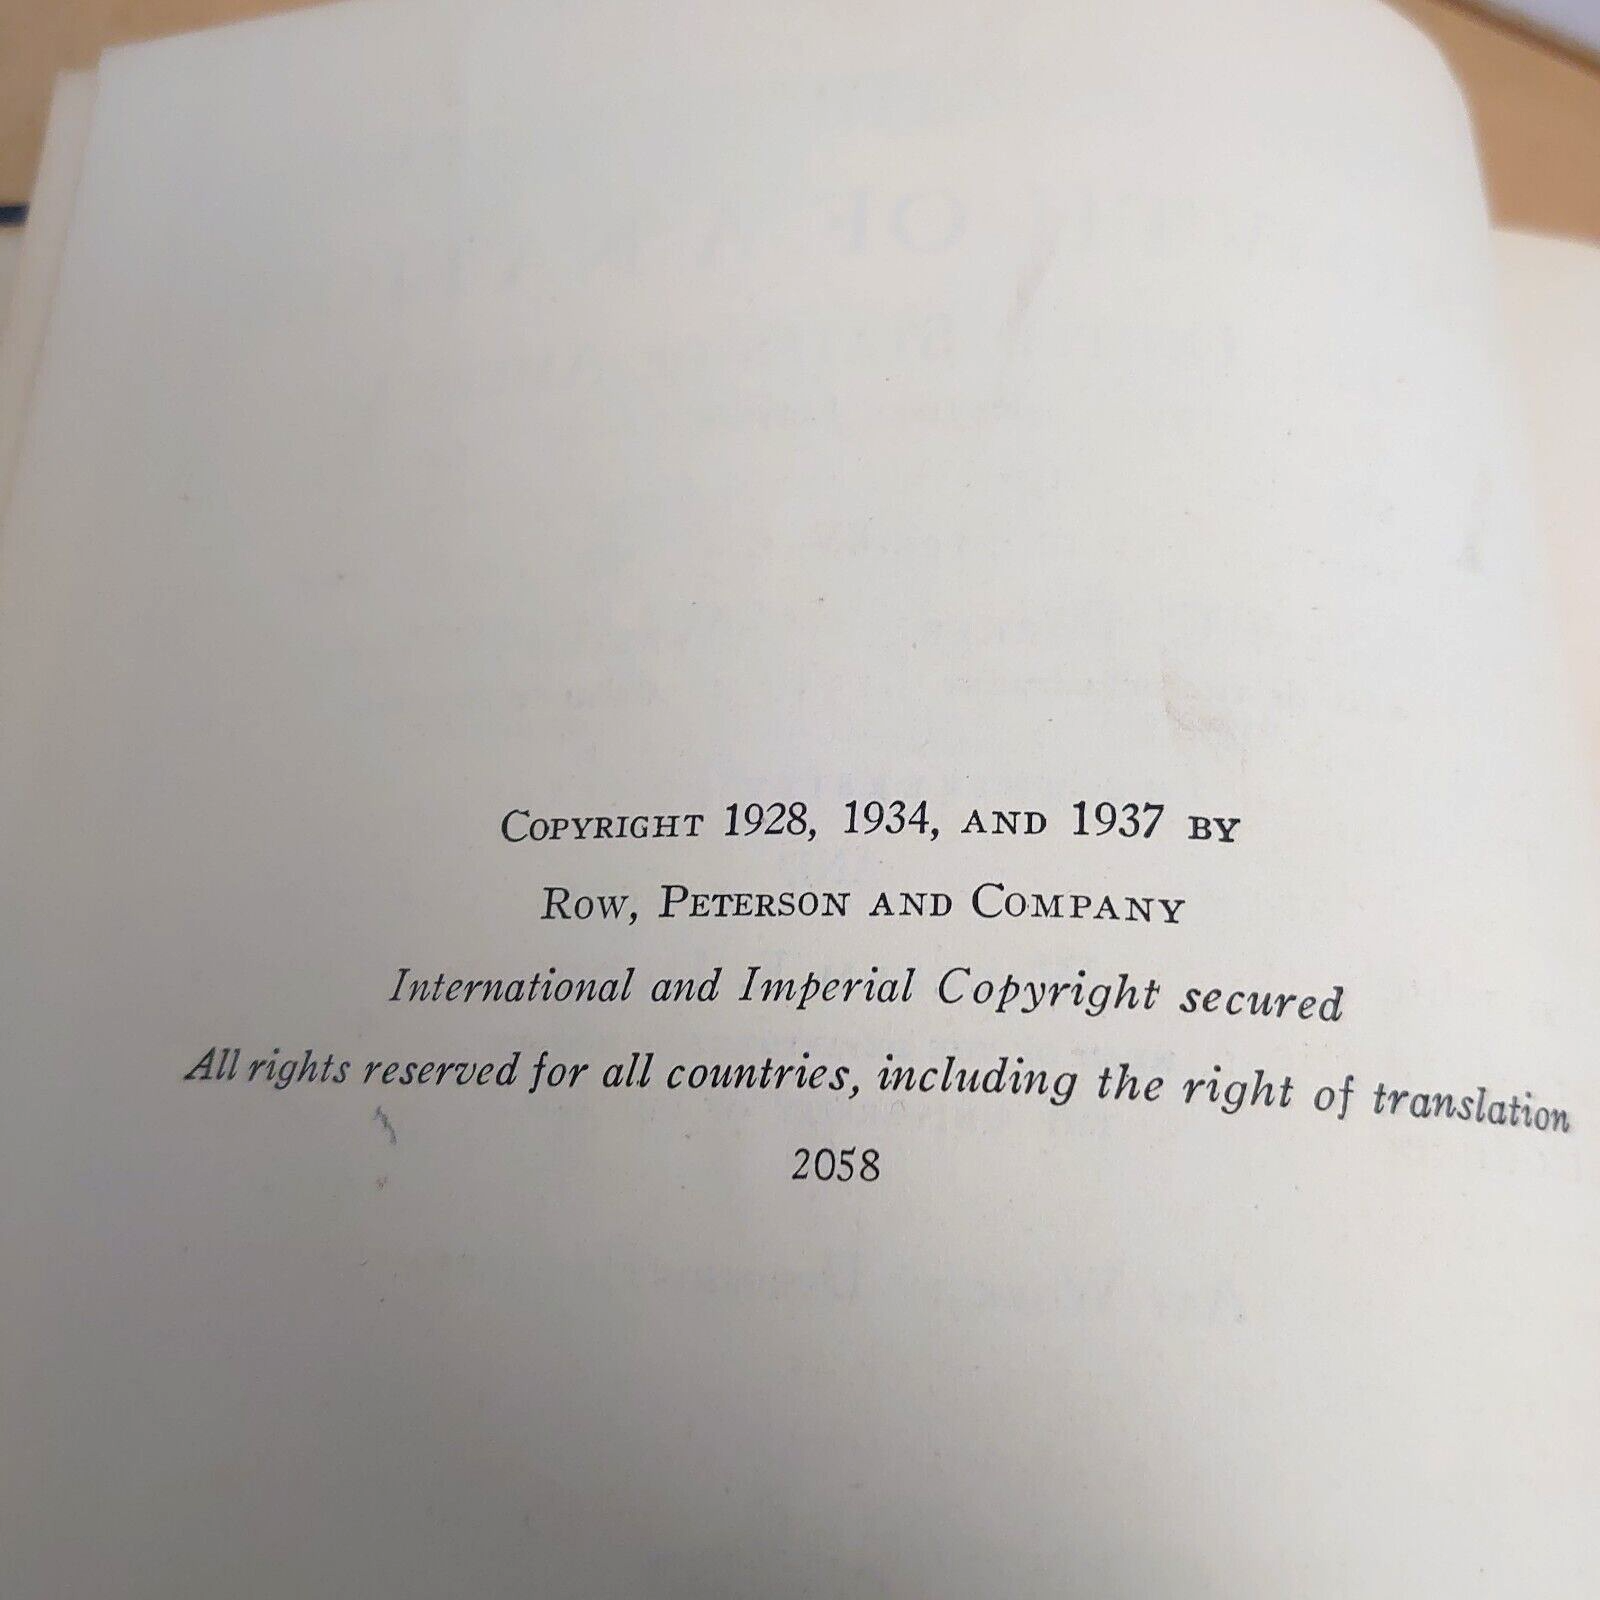 COPYRIGHT 1928, 1934, AND 1937 BY
ROW, PETERSON AND COMPANY
International and Imperial Copyright secured
All rights reserved for all countries, including the right of translation
2058